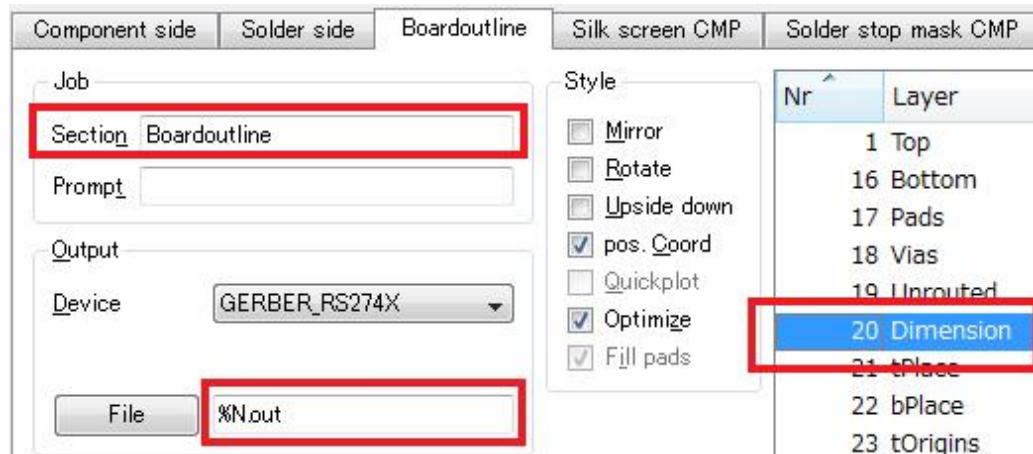 Component side Solder side Boardoutline Silk screen CMP Solder stop mask CMP
Job
Section Boardoutline
Prompt
Output
Device GERBER_RS274X
File %N.out
Style
Mirror
Rotate
Upside down
pos. Coord
Quickplot
Optimize
Fill pads
Nr Layer
1 Top
16 Bottom
17 Pads
18 Vias
19 Unrouted
20 Dimension
21 tPlace
22 bPlace
23 tOrigins